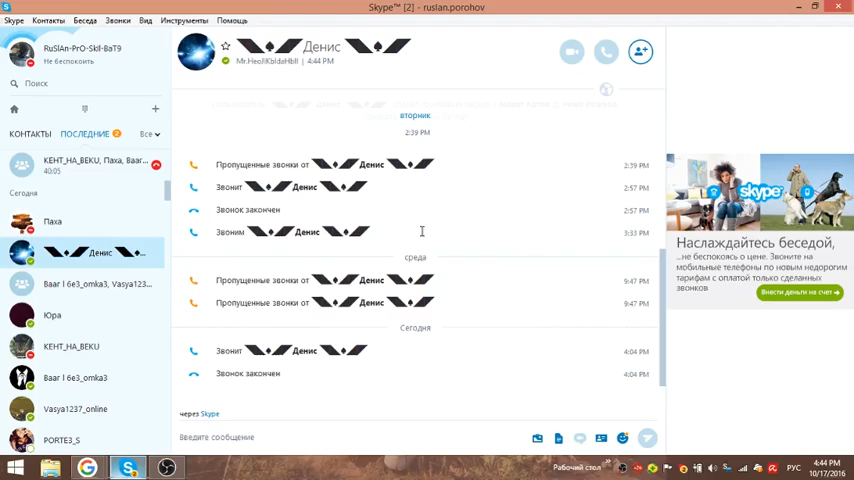 Skype™ [2] - ruslan.porohov
Skype Контакты Беседа Звонки Вид Инструменты Помощь
RuSlAn-PrO-Skill-BaT9
Не беспокоить
Поиск
КОНТАКТЫ ПОСЛЕДНИЕ 2 Все
KEHT_HA_BEKU, Паха, Baar...
40:05
Сегодня
Паха
Денис
Baar l 6e3_omka3, Vasya123...
Юра
KEHT_HA_BEKU
Baar l 6e3_omka3
Vasya1237_online
PORTE3_S
Денис
4:44 PM
вторник
2:39 PM
Пропущенные звонки от Денис 2:39 PM
Звонит Денис 2:57 PM
Звонок закончен 2:57 PM
Звоним Денис 3:33 PM
среда
Пропущенные звонки от Денис 9:47 PM
Пропущенные звонки от Денис 9:47 PM
Сегодня
Звонит Денис 4:04 PM
Звонок закончен 4:04 PM
через Skype
Введите сообщение
skype
Наслаждайтесь беседой,
...не беспокоясь о цене. Звоните на
мобильные телефоны по новым недорогим
тарифам с оплатой только сделанных
звонков
Внести деньги на счет
Рабочий стол
РУС
4:44 PM
10/17/2016